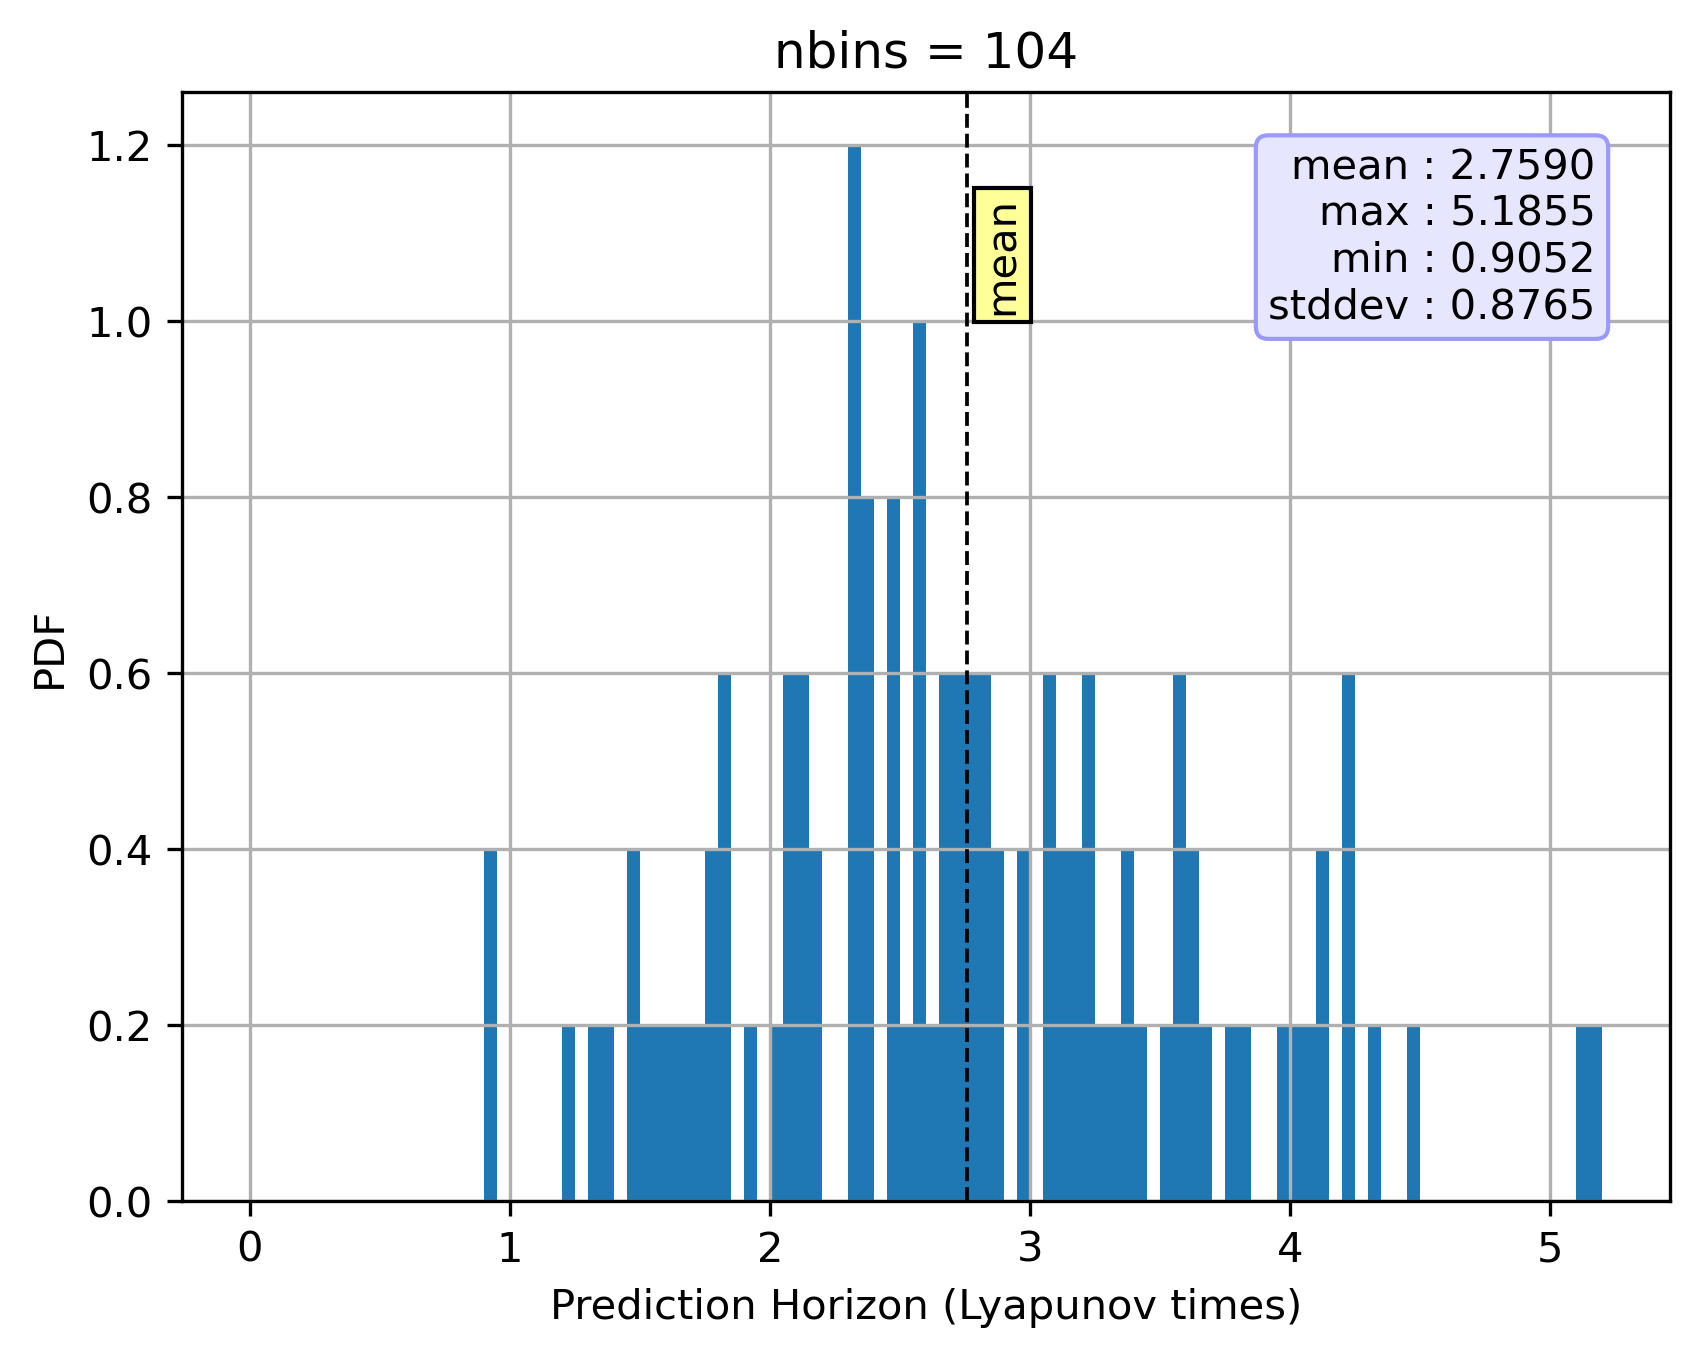 nbins = 104
mean : 2.7590
max : 5.1855
min : 0.9052
stddev : 0.8765
mean
PDF
1.2
1.0
0.8
0.6
0.4
0.2
0.0
0 1 2 3 4 5
Prediction Horizon (Lyapunov times)